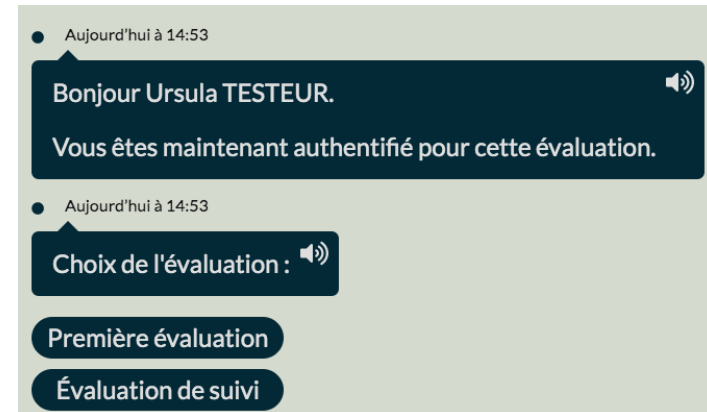 Aujourd'hui à 14:53
Bonjour Ursula TESTEUR.
Vous êtes maintenant authentifié pour cette évaluation.
Aujourd'hui à 14:53
Choix de l'évaluation :
Première évaluation
Évaluation de suivi